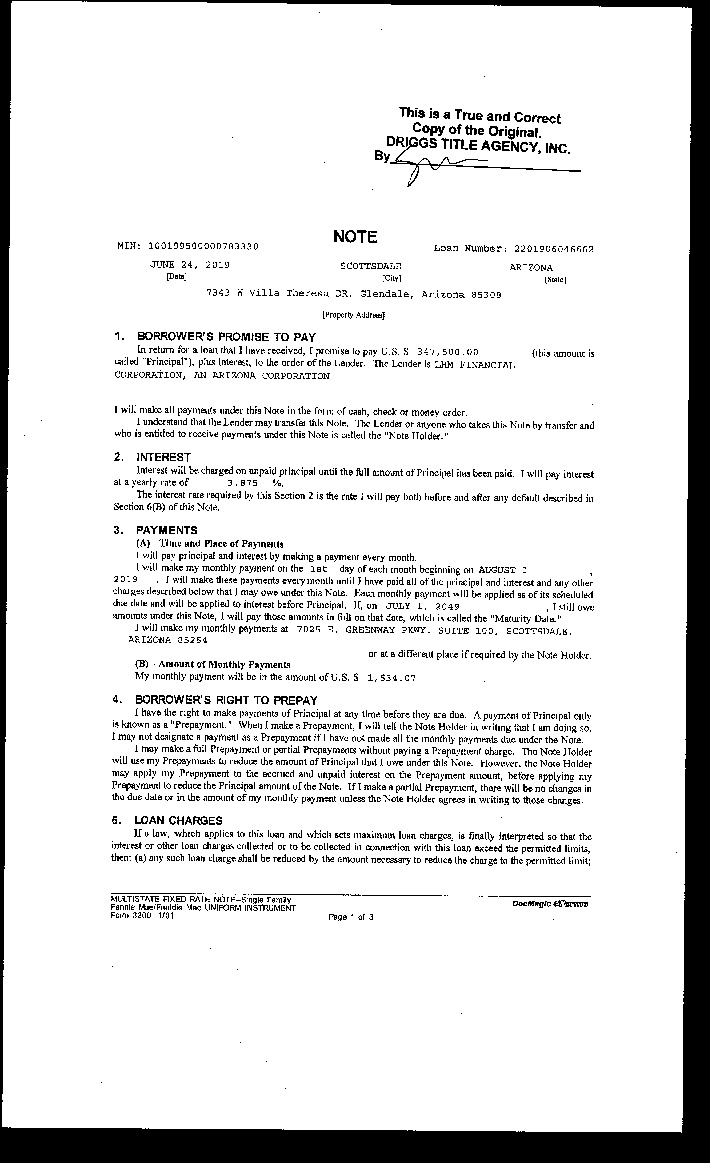 This is a True and Correct
Copy of the Original.
DRIGGS TITLE AGENCY, INC.
By
NOTE
MIN: Loan Number:
JUNE 24, 2019 SCOTTSDALE ARIZONA
[Date] [City] [State]
7343 W Villa Theresa DR, Glendale, Arizona 85308
[Property Address]
1. BORROWER'S PROMISE TO PAY
In return for a loan that I have received, I promise to pay U.S. $ 347,500.00 (this amount is
called "Principal"), plus interest, to the order of the Lender. The Lender is LHM FINANCIAL
CORPORATION, AN ARIZONA CORPORATION
I will make all payments under this Note in the form of cash, check or money order.
I understand that the Lender may transfer this Note. The Lender or anyone who takes this Note by transfer and
who is entitled to receive payments under this Note is called the "Note Holder."
2. INTEREST
Interest will be charged on unpaid principal until the full amount of Principal has been paid. I will pay interest
at a yearly rate of 3.875 %.
The interest rate required by this Section 2 is the rate I will pay both before and after any default described in
Section 6(B) of this Note.
3. PAYMENTS
(A) Time and Place of Payments
I will pay principal and interest by making a payment every month.
I will make my monthly payment on the 1st day of each month beginning on AUGUST 1 ,
2019 . I will make these payments every month until I have paid all of the principal and interest and any other
charges described below that I may owe under this Note. Each monthly payment will be applied as of its scheduled
due date and will be applied to interest before Principal. If, on JULY 1, 2049 , I still owe
amounts under this Note, I will pay those amounts in full on that date, which is called the "Maturity Date."
I will make my monthly payments at 7025 E. GREENWAY PKWY. SUITE 100, SCOTTSDALE,
ARIZONA 85254
or at a different place if required by the Note Holder.
(B) Amount of Monthly Payments
My monthly payment will be in the amount of U.S. $ 1,634.07
4. BORROWER'S RIGHT TO PREPAY
I have the right to make payments of Principal at any time before they are due. A payment of Principal only
is known as a "Prepayment." When I make a Prepayment, I will tell the Note Holder in writing that I am doing so.
I may not designate a payment as a Prepayment if I have not made all the monthly payments due under the Note.
I may make a full Prepayment or partial Prepayments without paying a Prepayment charge. The Note Holder
will use my Prepayments to reduce the amount of Principal that I owe under this Note. However, the Note Holder
may apply my Prepayment to the accrued and unpaid interest on the Prepayment amount, before applying my
Prepayment to reduce the Principal amount of the Note. If I make a partial Prepayment, there will be no changes in
the due date or in the amount of my monthly payment unless the Note Holder agrees in writing to those changes.
5. LOAN CHARGES
If a law, which applies to this loan and which sets maximum loan charges, is finally interpreted so that the
interest or other loan charges collected or to be collected in connection with this loan exceed the permitted limits,
then: (a) any such loan charge shall be reduced by the amount necessary to reduce the charge to the permitted limit;
MULTISTATE FIXED RATE NOTE--Single Family
Fannie Mae/Freddie Mac UNIFORM INSTRUMENT DocMagic
Form 3200 1/01 Page 1 of 3